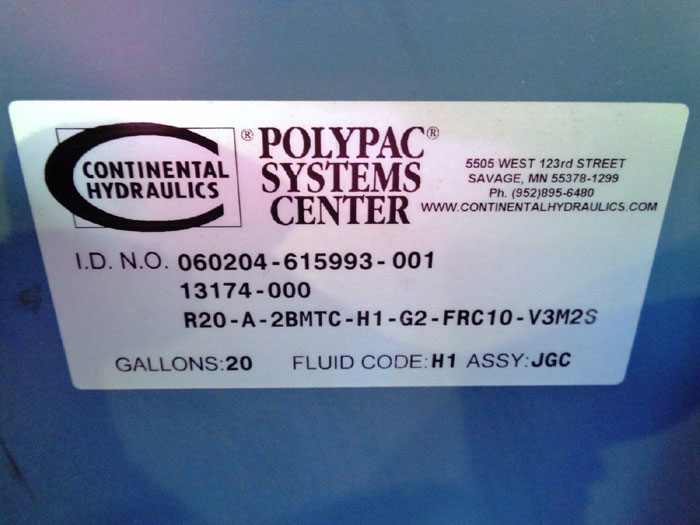 CONTINENTAL
HYDRAULICS
® POLYPAC®
SYSTEMS
CENTER
5505 WEST 123rd STREET
SAVAGE, MN 55378-1299
Ph. (952)895-6480
WWW.CONTINENTALHYDRAULICS.COM
I.D. N.O. 060204-615993-001
13174-000
R20-A-2BMTC-H1-G2-FRC10-V3M2S
GALLONS:20 FLUID CODE:H1 ASSY:JGC